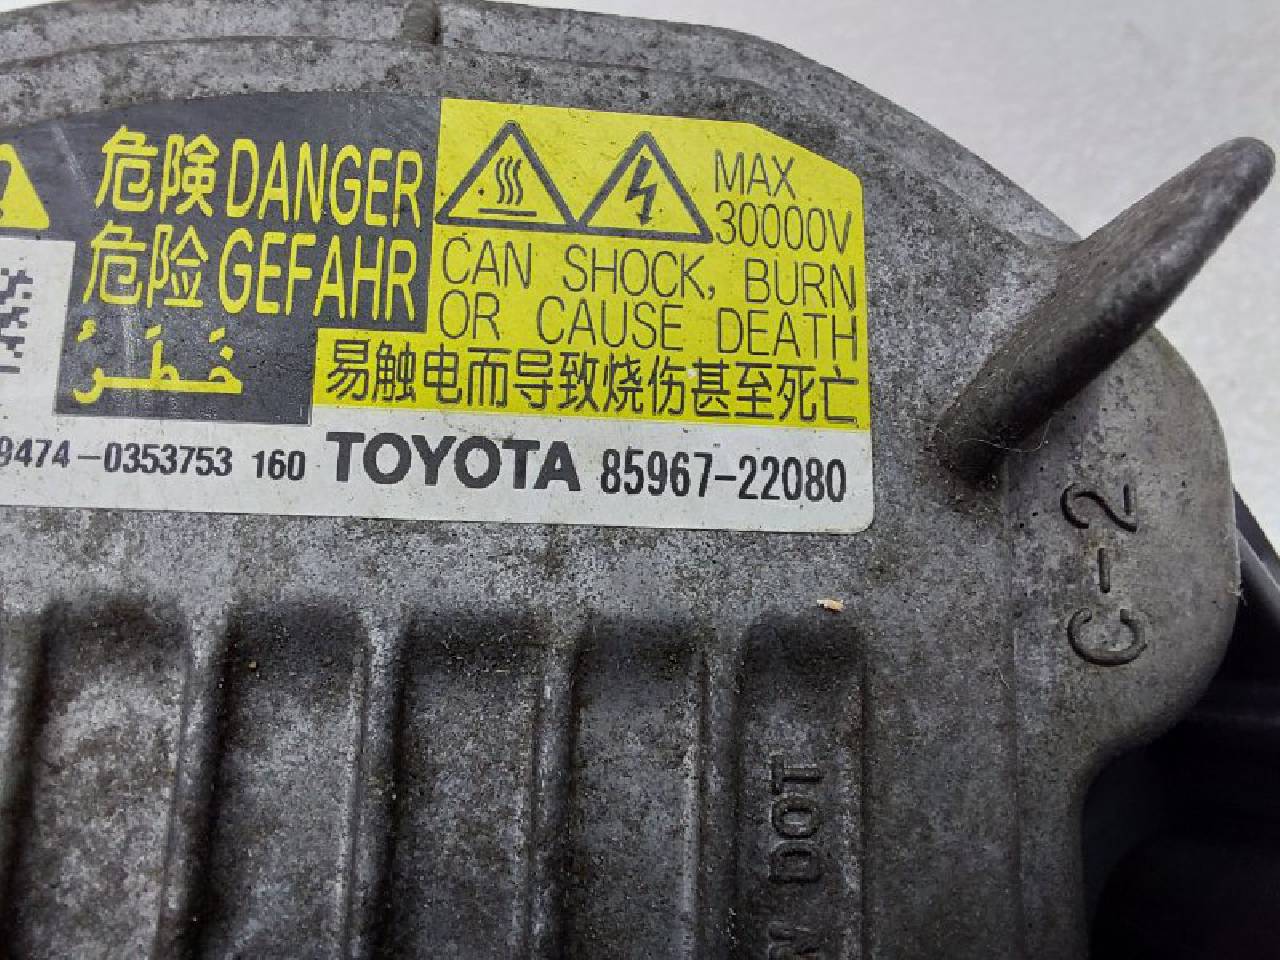 危険 DANGER
危险 GEFAHR
خَطَرُ
MAX
30000V
CAN SHOCK, BURN
OR CAUSE DEATH
易触电而导致烧伤甚至死亡
9474-0353753 160 TOYOTA 85967-22080
C-2
DOT